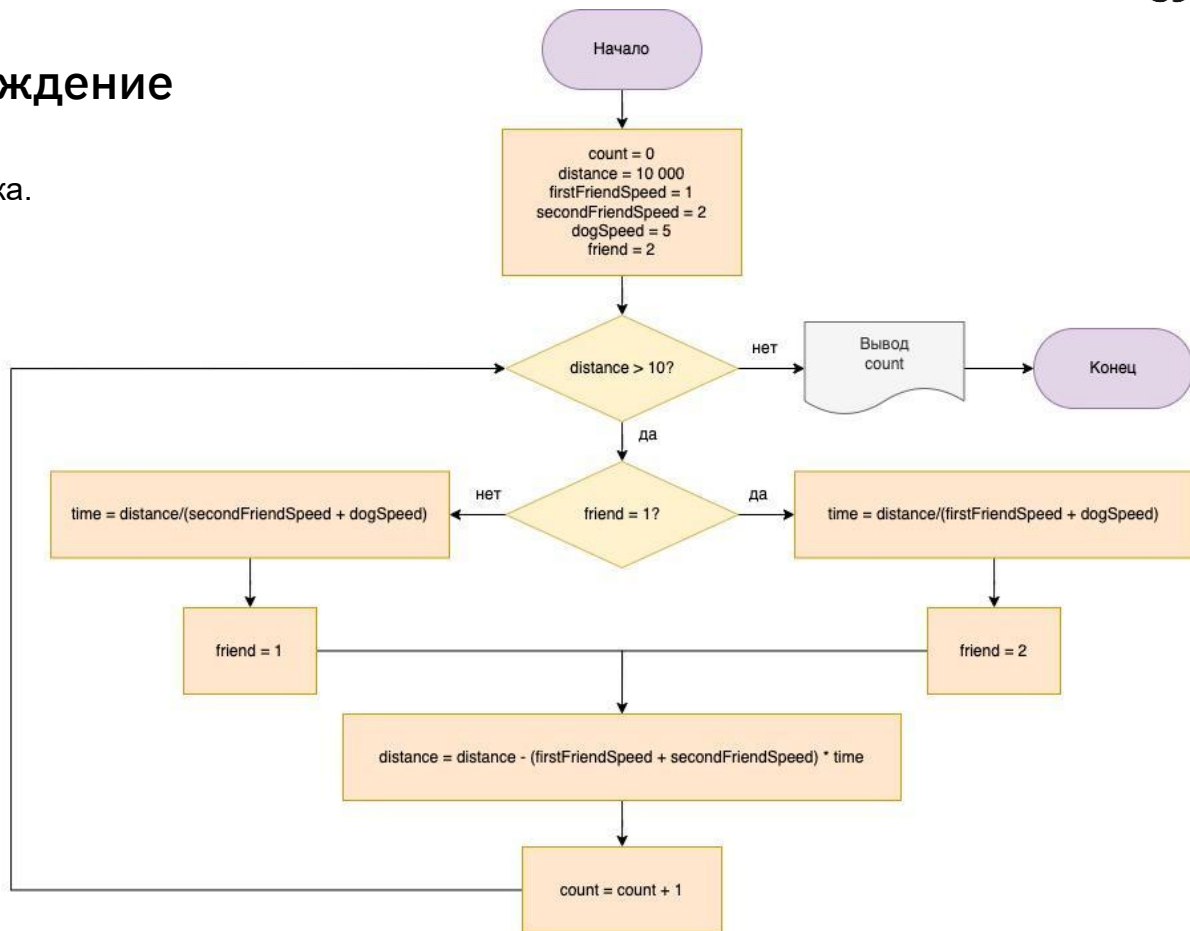 ждение
ка.
Начало
count = 0
distance = 10 000
firstFriendSpeed = 1
secondFriendSpeed = 2
dogSpeed = 5
friend = 2
distance > 10?
нет
Вывод
count
Конец
да
нет
friend = 1?
да
time = distance/(secondFriendSpeed + dogSpeed)
time = distance/(firstFriendSpeed + dogSpeed)
friend = 1
friend = 2
distance = distance - (firstFriendSpeed + secondFriendSpeed) * time
count = count + 1